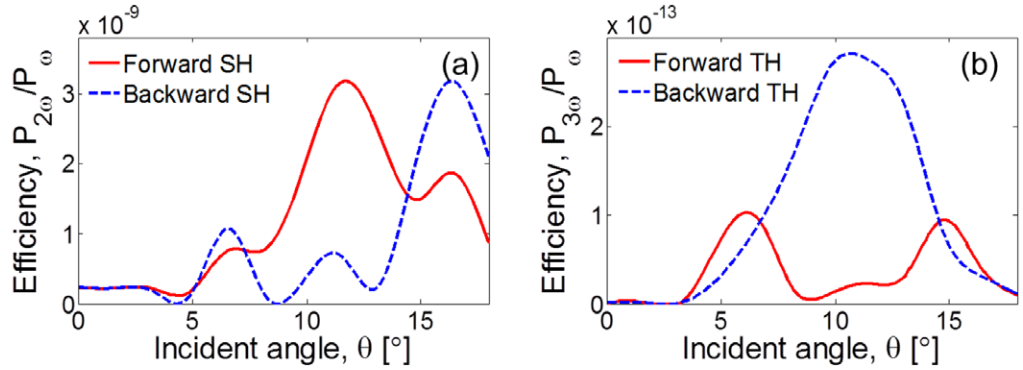 x 10⁻⁹
Efficiency, P₂ω/Pω
3
2
1
0
Forward SH
Backward SH
(a)
0 5 10 15
Incident angle, θ [°]
x 10⁻¹³
Efficiency, P₃ω/Pω
2
1
0
Forward TH
Backward TH
(b)
0 5 10 15
Incident angle, θ [°]